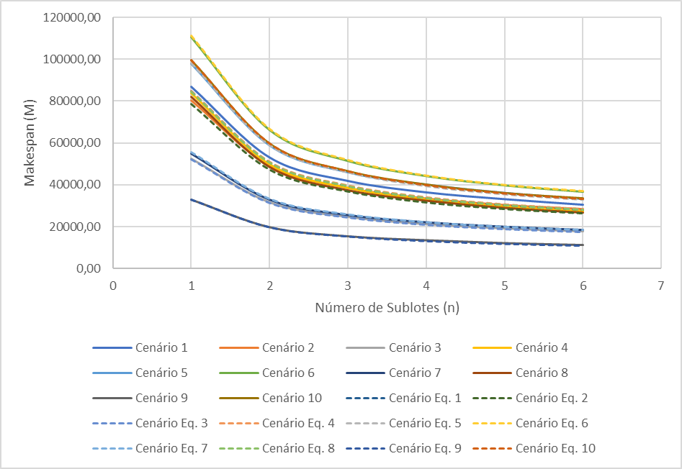 120000,00
100000,00
80000,00
60000,00
40000,00
20000,00
0,00
Makespan (M)
0 1 2 3 4 5 6 7
Número de Sublotes (n)
Cenário 1 Cenário 2 Cenário 3 Cenário 4
Cenário 5 Cenário 6 Cenário 7 Cenário 8
Cenário 9 Cenário 10 Cenário Eq. 1 Cenário Eq. 2
Cenário Eq. 3 Cenário Eq. 4 Cenário Eq. 5 Cenário Eq. 6
Cenário Eq. 7 Cenário Eq. 8 Cenário Eq. 9 Cenário Eq. 10